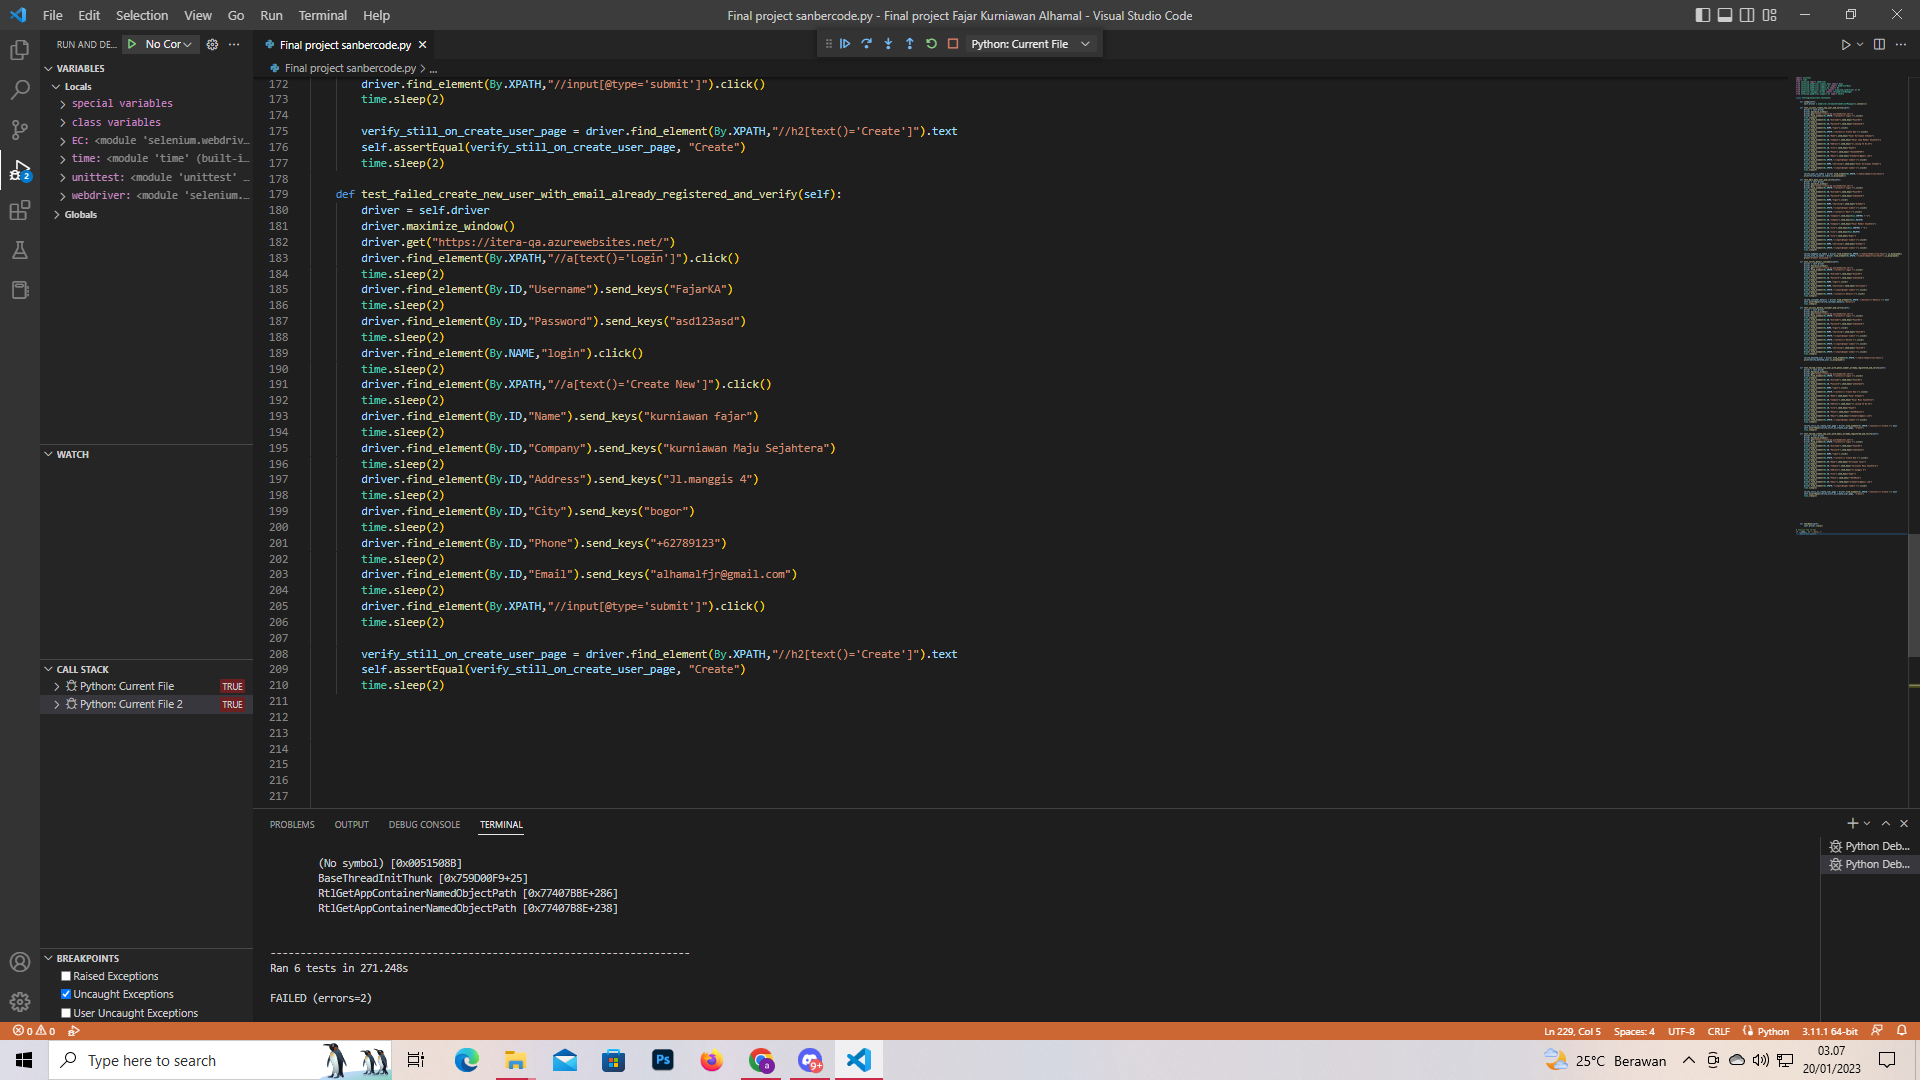 File Edit Selection View Go Run Terminal Help
Final project sanbercode.py - Final project Fajar Kurniawan Alhamal - Visual Studio Code
RUN AND DE... No Cor
VARIABLES
Locals
special variables
class variables
EC: <module 'selenium.webdriv...
time: <module 'time' (built-i...
unittest: <module 'unittest' ...
webdriver: <module 'selenium....
Globals
WATCH
CALL STACK
Python: Current File TRUE
Python: Current File 2 TRUE
BREAKPOINTS
Raised Exceptions
Uncaught Exceptions
User Uncaught Exceptions
2
Final project sanbercode.py
Python: Current File
Final project sanbercode.py > ...
172 driver.find_element(By.XPATH,"//input[@type='submit']").click()
173 time.sleep(2)
174
175 verify_still_on_create_user_page = driver.find_element(By.XPATH,"//h2[text()='Create']").text
176 self.assertEqual(verify_still_on_create_user_page, "Create")
177 time.sleep(2)
178
179 def test_failed_create_new_user_with_email_already_registered_and_verify(self):
180 driver = self.driver
181 driver.maximize_window()
182 driver.get("https://itera-qa.azurewebsites.net/")
183 driver.find_element(By.XPATH,"//a[text()='Login']").click()
184 time.sleep(2)
185 driver.find_element(By.ID,"Username").send_keys("FajarKA")
186 time.sleep(2)
187 driver.find_element(By.ID,"Password").send_keys("asd123asd")
188 time.sleep(2)
189 driver.find_element(By.NAME,"login").click()
190 time.sleep(2)
191 driver.find_element(By.XPATH,"//a[text()='Create New']").click()
192 time.sleep(2)
193 driver.find_element(By.ID,"Name").send_keys("kurniawan fajar")
194 time.sleep(2)
195 driver.find_element(By.ID,"Company").send_keys("kurniawan Maju Sejahtera")
196 time.sleep(2)
197 driver.find_element(By.ID,"Address").send_keys("Jl.manggis 4")
198 time.sleep(2)
199 driver.find_element(By.ID,"City").send_keys("bogor")
200 time.sleep(2)
201 driver.find_element(By.ID,"Phone").send_keys("+62789123")
202 time.sleep(2)
203 driver.find_element(By.ID,"Email").send_keys("alhamalfjr@gmail.com")
204 time.sleep(2)
205 driver.find_element(By.XPATH,"//input[@type='submit']").click()
206 time.sleep(2)
207
208 verify_still_on_create_user_page = driver.find_element(By.XPATH,"//h2[text()='Create']").text
209 self.assertEqual(verify_still_on_create_user_page, "Create")
210 time.sleep(2)
211
212
213
214
215
216
217
PROBLEMS OUTPUT DEBUG CONSOLE TERMINAL
(No symbol) [0x0051508B]
BaseThreadInitThunk [0x759D00F9+25]
RtlGetAppContainerNamedObjectPath [0x77407BBE+286]
RtlGetAppContainerNamedObjectPath [0x77407B8E+238]
----------------------------------------------------------------------
Ran 6 tests in 271.248s
FAILED (errors=2)
Python Deb...
Python Deb...
0 0
Ln 229, Col 5 Spaces: 4 UTF-8 CRLF Python 3.11.1 64-bit
Type here to search
Ps
a
9+
25°C Berawan
03.07
20/01/2023